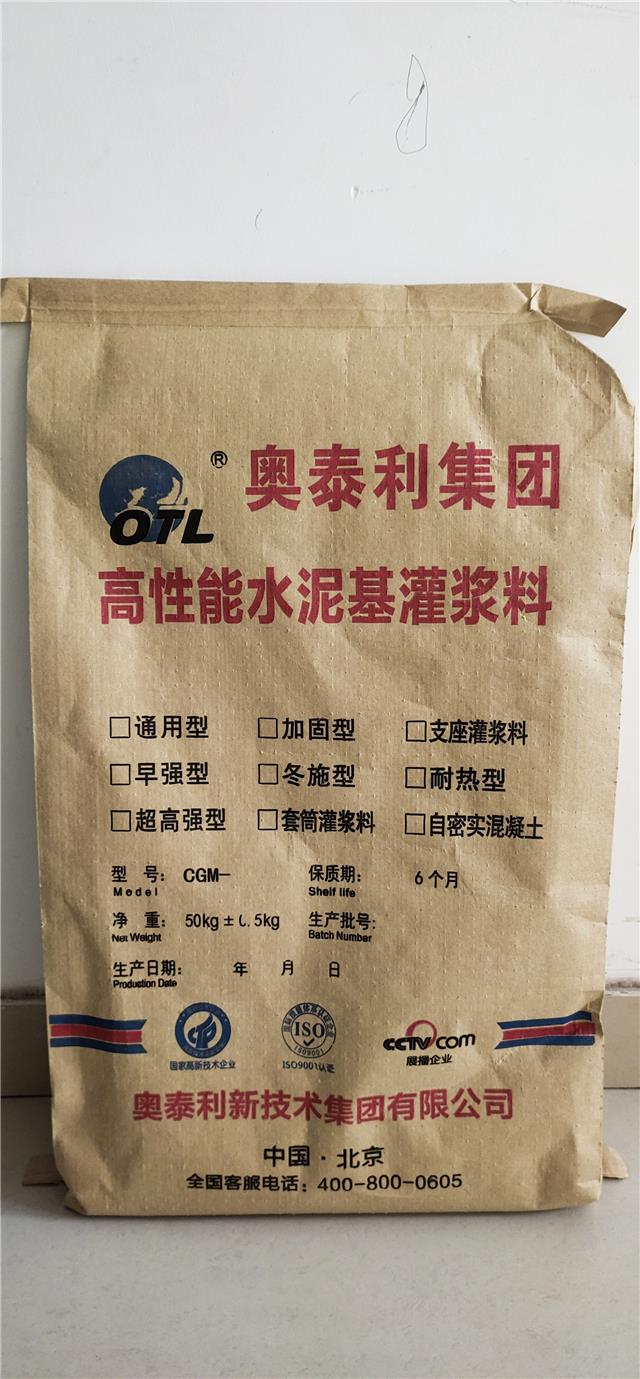 ® 奥泰利集团
OTL
高性能水泥基灌浆料
□通用型 □加固型 □支座灌浆料
□早强型 □冬施型 □耐热型
□超高强型 □套筒灌浆料 □自密实混凝土
型 号: CGM- 保质期: 6个月
Model Shelf life
净 重: 50kg±0.5kg 生产批号:
Net Weight Batch Number
生产日期: 年 月 日
Production Date
ISO
ISO9001
CCTV.com
国家高新技术企业 ISO9001认证 展播企业
奥泰利新技术集团有限公司
中国·北京
全国客服电话:400-800-0605